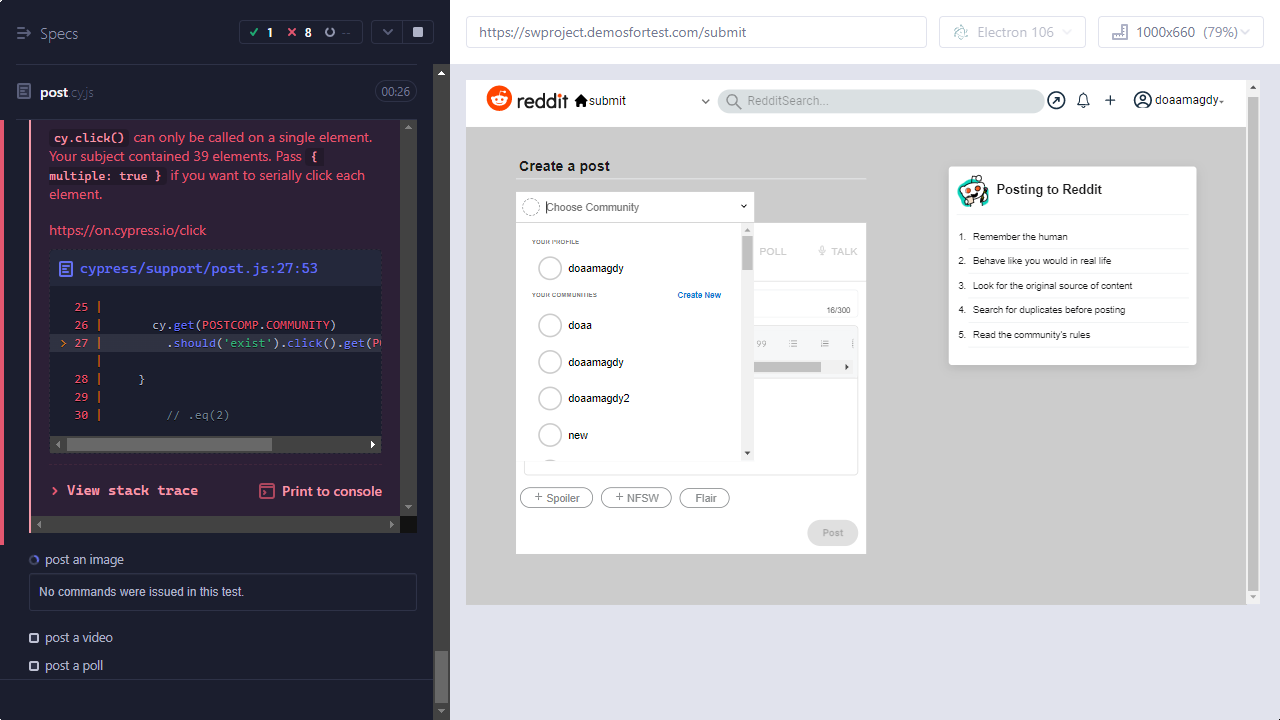 Specs
1
8
--
post.cy.js
00:26
cy.click() can only be called on a single element.
Your subject contained 39 elements. Pass {
multiple: true } if you want to serially click each
element.
https://on.cypress.io/click
cypress/support/post.js:27:53
25 |
26 | cy.get(POSTCOMP.COMMUNITY)
> 27 | .should('exist').click().get(P
|
28 | }
29 |
30 | // .eq(2)
View stack trace
Print to console
post an image
No commands were issued in this test.
post a video
post a poll
https://swproject.demosfortest.com/submit
Electron 106
1000x660 (79%)
reddit submit
RedditSearch...
doaamagdy
Create a post
Choose Community
YOUR PROFILE
doaamagdy
YOUR COMMUNITIES
Create New
doaa
doaamagdy
doaamagdy2
new
POLL
TALK
16/300
99
+ Spoiler
+ NFSW
Flair
Post
Posting to Reddit
1. Remember the human
2. Behave like you would in real life
3. Look for the original source of content
4. Search for duplicates before posting
5. Read the community's rules